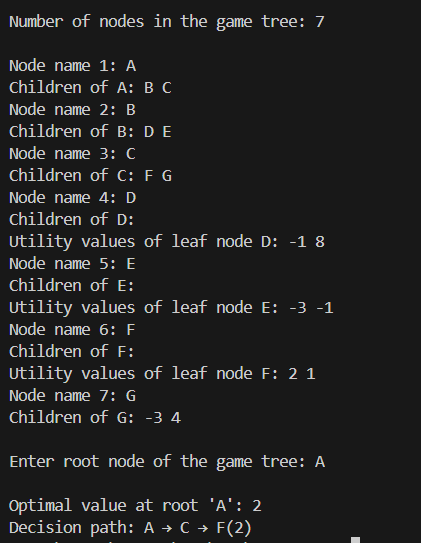 Number of nodes in the game tree: 7
Node name 1: A
Children of A: B C
Node name 2: B
Children of B: D E
Node name 3: C
Children of C: F G
Node name 4: D
Children of D:
Utility values of leaf node D: -1 8
Node name 5: E
Children of E:
Utility values of leaf node E: -3 -1
Node name 6: F
Children of F:
Utility values of leaf node F: 2 1
Node name 7: G
Children of G: -3 4
Enter root node of the game tree: A
Optimal value at root 'A': 2
Decision path: A → C → F(2)